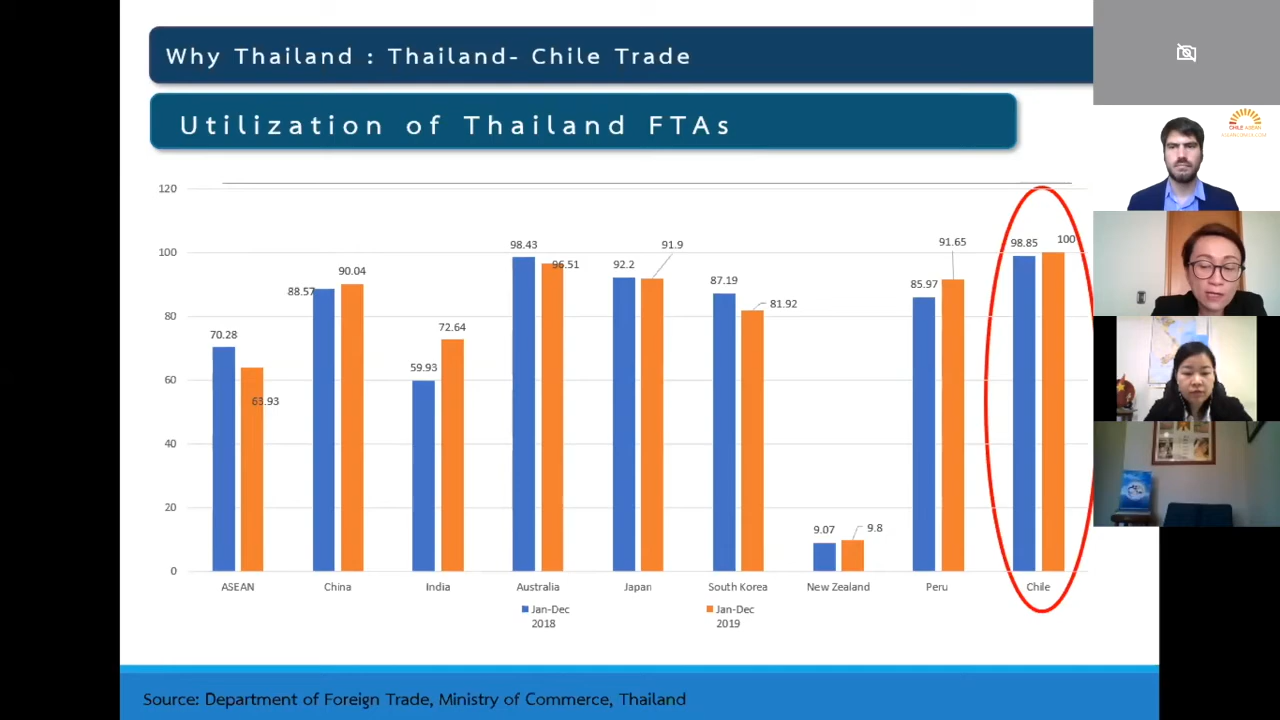 Why Thailand : Thailand- Chile Trade
Utilization of Thailand FTAs
CHILE ASEAN
120
100
80
60
40
20
0
70.28
63.93
88.57
90.04
59.93
72.64
98.43
96.51
92.2
91.9
87.19
81.92
9.07
9.8
85.97
91.65
98.85
100
ASEAN
China
India
Australia
Japan
South Korea
New Zealand
Peru
Chile
Jan-Dec
2018
Jan-Dec
2019
Source: Department of Foreign Trade, Ministry of Commerce, Thailand